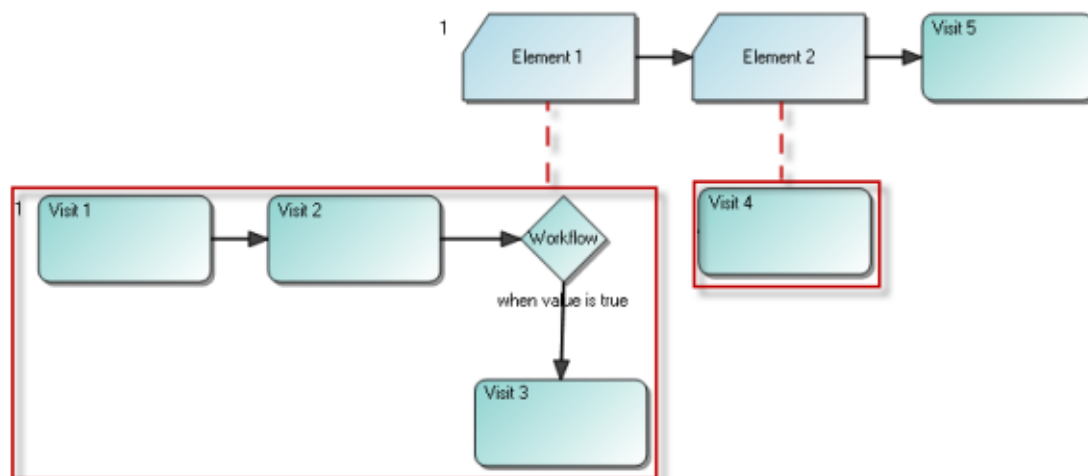 1
Element 1
Element 2
Visit 5
1
Visit 1
Visit 2
Workflow
Visit 4
when value is true
Visit 3